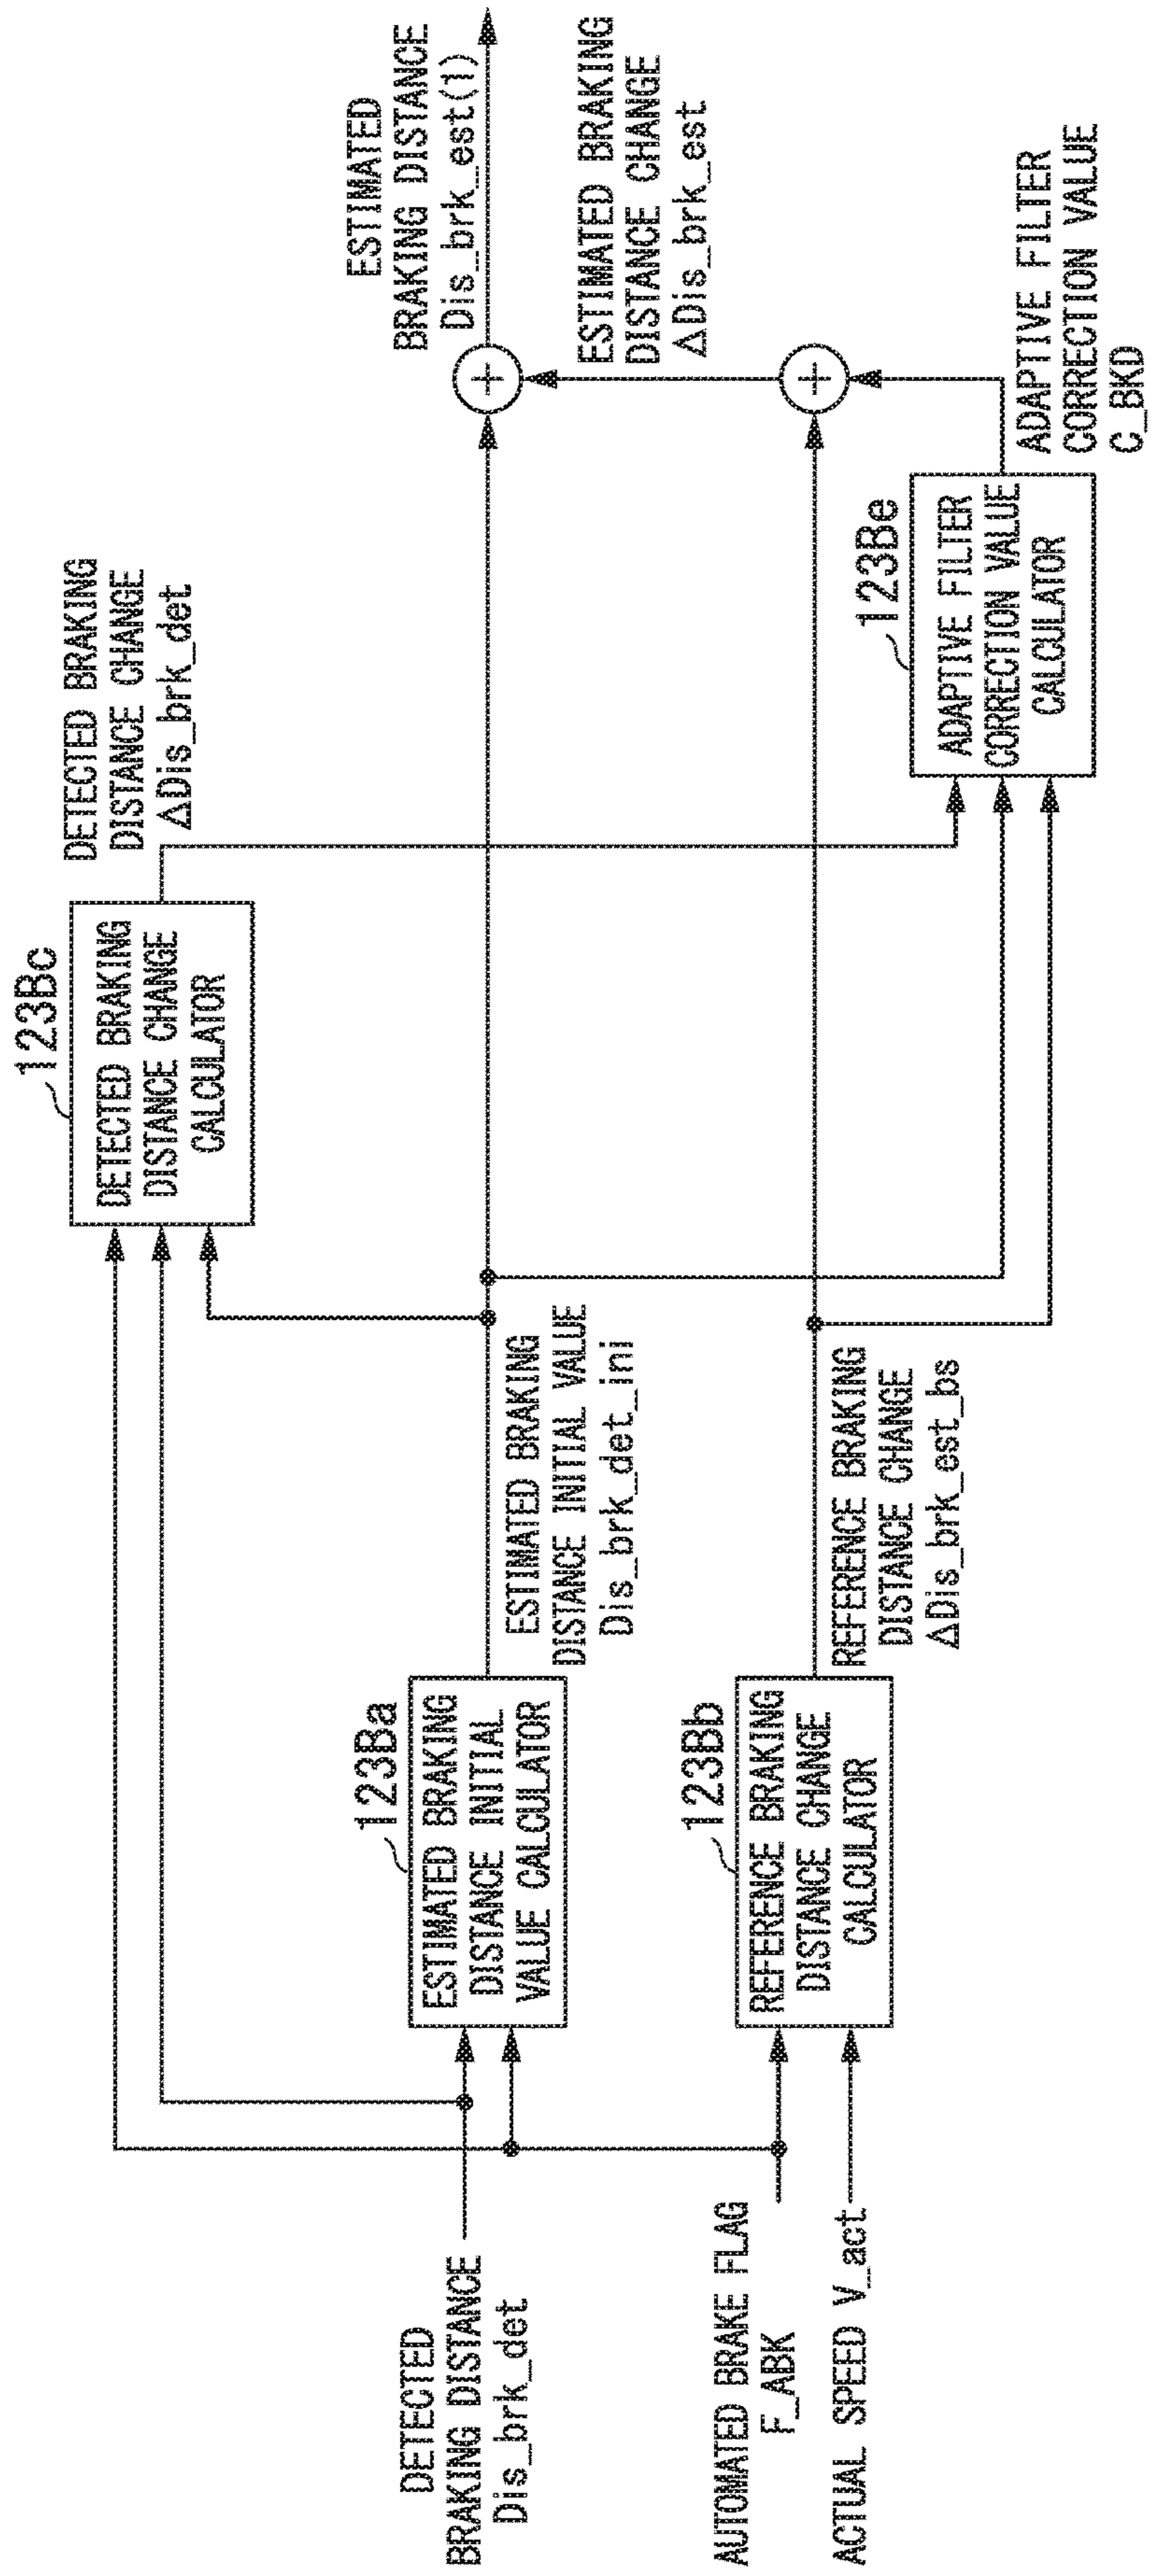 DETECTED
BRAKING DISTANCE
Dis_brk_det
AUTOMATED BRAKE FLAG
F_ABK
ACTUAL SPEED V_act
123Ba
ESTIMATED BRAKING
DISTANCE INITIAL
VALUE CALCULATOR
123Bb
REFERENCE BRAKING
DISTANCE CHANGE
CALCULATOR
ESTIMATED BRAKING
DISTANCE INITIAL VALUE
Dis_brk_det_ini
REFERENCE BRAKING
DISTANCE CHANGE
ΔDis_brk_est_bs
123Bc
DETECTED BRAKING
DISTANCE CHANGE
CALCULATOR
DETECTED BRAKING
DISTANCE CHANGE
ΔDis_brk_det
123Be
ADAPTIVE FILTER
CORRECTION VALUE
CALCULATOR
ADAPTIVE FILTER
CORRECTION VALUE
C_BKD
+
+
ESTIMATED BRAKING
DISTANCE CHANGE
ΔDis_brk_est
ESTIMATED
BRAKING DISTANCE
Dis_brk_est(1)